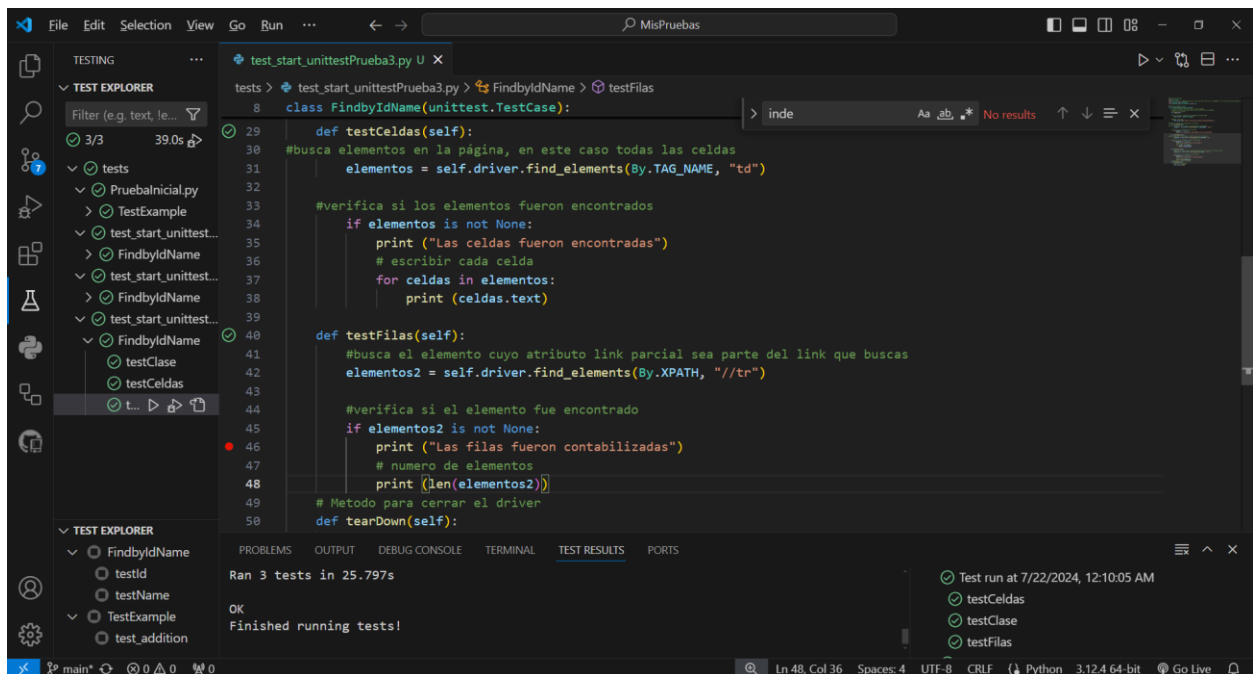 File Edit Selection View Go Run ··· MisPruebas
TESTING ···
TEST EXPLORER
Filter (e.g. text, !e...
3/3 39.0s
7
tests
PruebaInicial.py
TestExample
test_start_unittest...
FindbyIdName
test_start_unittest...
FindbyIdName
test_start_unittest...
FindbyIdName
testClase
testCeldas
t...
TEST EXPLORER
FindbyIdName
testId
testName
TestExample
test_addition
test_start_unittestPrueba3.py U
tests > test_start_unittestPrueba3.py > FindbyIdName > testFilas
inde Aa ab No results
8 class FindbyIdName(unittest.TestCase):
29 def testCeldas(self):
30 #busca elementos en la página, en este caso todas las celdas
31 elementos = self.driver.find_elements(By.TAG_NAME, "td")
32
33 #verifica si los elementos fueron encontrados
34 if elementos is not None:
35 print ("Las celdas fueron encontradas")
36 # escribir cada celda
37 for celdas in elementos:
38 print (celdas.text)
39
40 def testFilas(self):
41 #busca el elemento cuyo atributo link parcial sea parte del link que buscas
42 elementos2 = self.driver.find_elements(By.XPATH, "//tr")
43
44 #verifica si el elemento fue encontrado
45 if elementos2 is not None:
46 print ("Las filas fueron contabilizadas")
47 # numero de elementos
48 print (len(elementos2))
49 # Metodo para cerrar el driver
50 def tearDown(self):
PROBLEMS OUTPUT DEBUG CONSOLE TERMINAL TEST RESULTS PORTS
Ran 3 tests in 25.797s
OK
Finished running tests!
Test run at 7/22/2024, 12:10:05 AM
testCeldas
testClase
testFilas
main* 0 0 0 Ln 48, Col 36 Spaces: 4 UTF-8 CRLF Python 3.12.4 64-bit Go Live